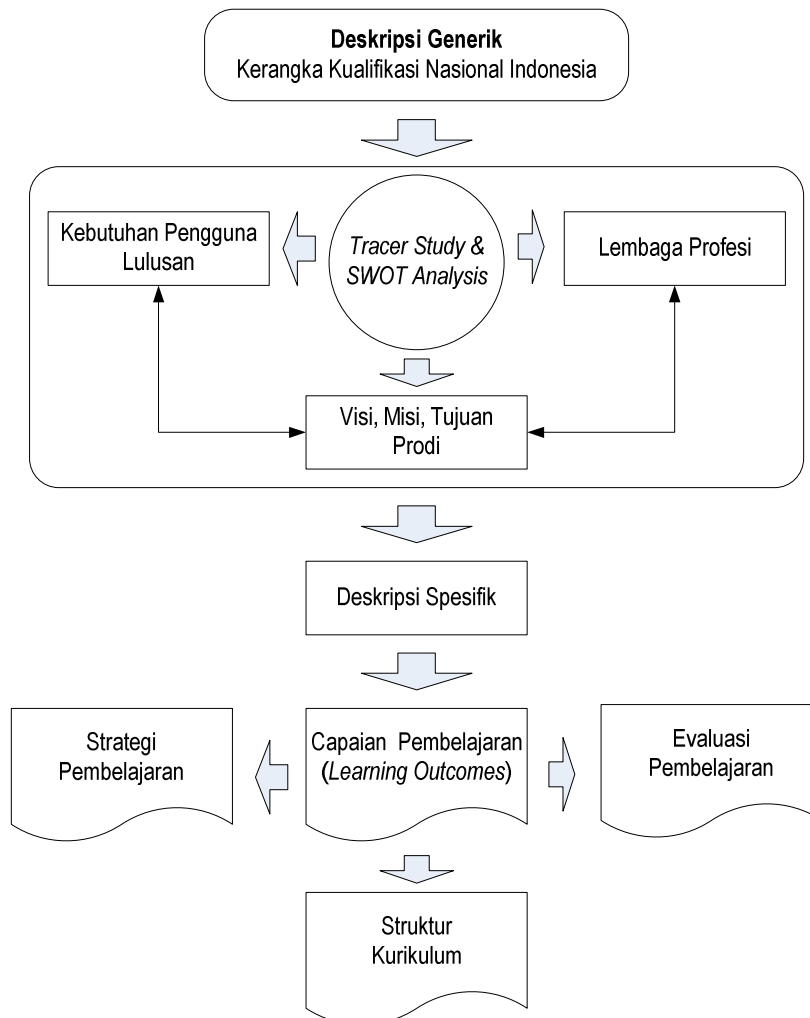 Deskripsi Generik
Kerangka Kualifikasi Nasional Indonesia
Kebutuhan Pengguna
Lulusan
Tracer Study &
SWOT Analysis
Lembaga Profesi
Visi, Misi, Tujuan
Prodi
Deskripsi Spesifik
Strategi
Pembelajaran
Capaian Pembelajaran
(Learning Outcomes)
Evaluasi
Pembelajaran
Struktur
Kurikulum